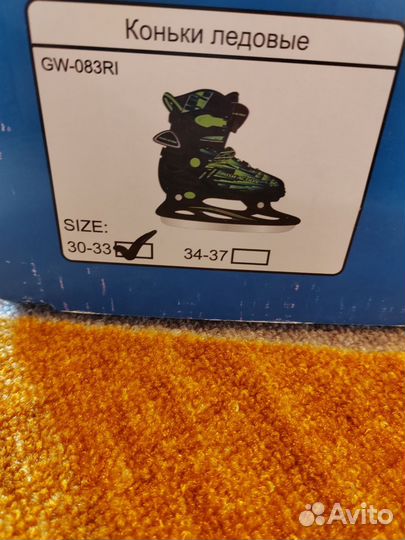 Коньки ледовые
GW-083RI
SIZE:
30-33 34-37
Avito